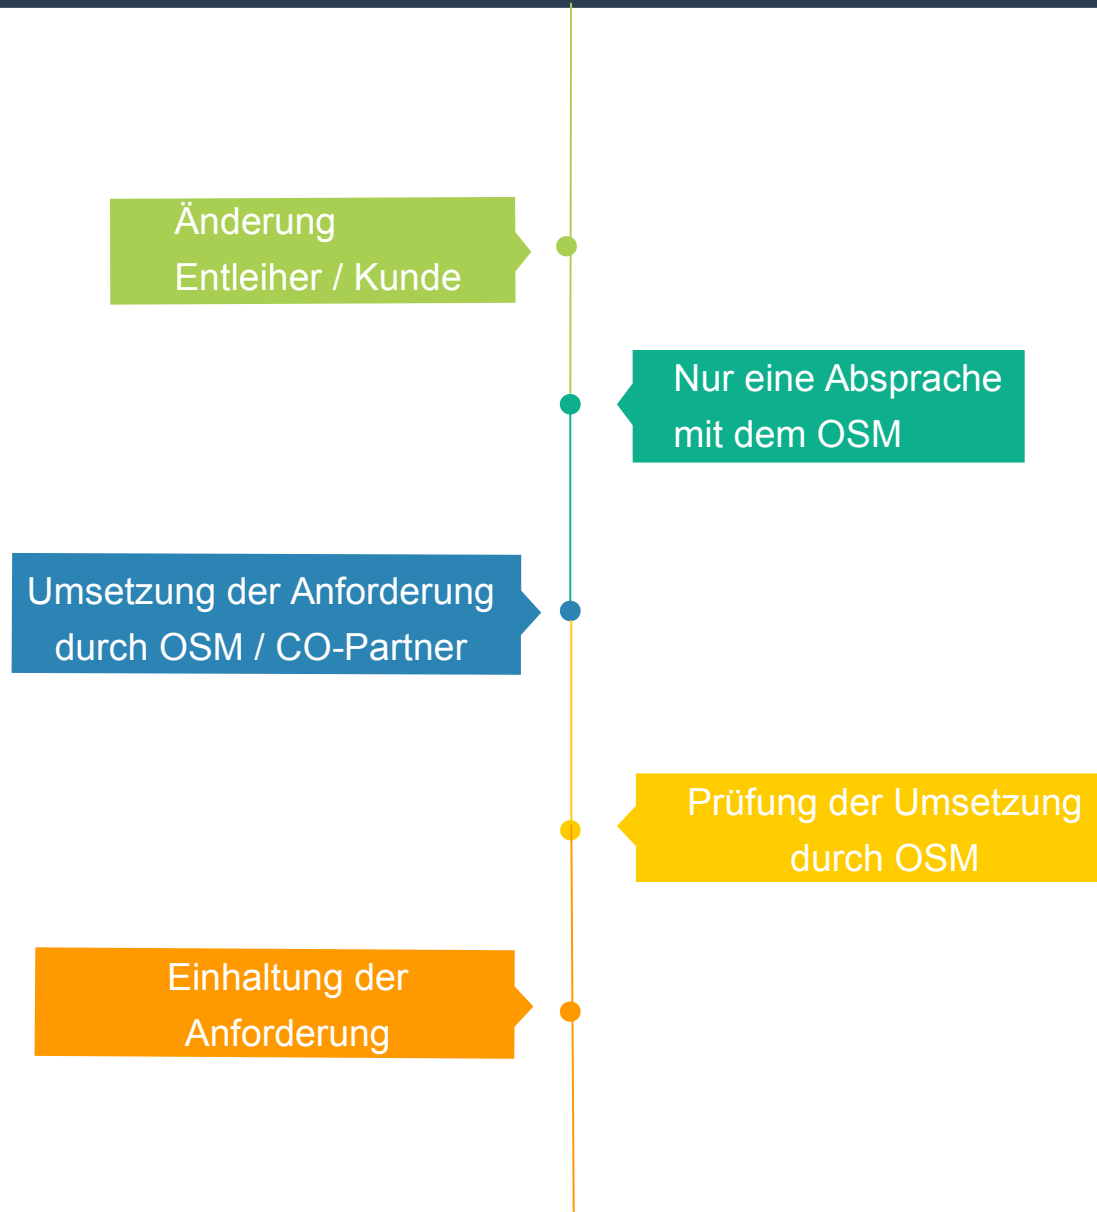 Änderung
Entleiher / Kunde
Nur eine Absprache
mit dem OSM
Umsetzung der Anforderung
durch OSM / CO-Partner
Prüfung der Umsetzung
durch OSM
Einhaltung der
Anforderung